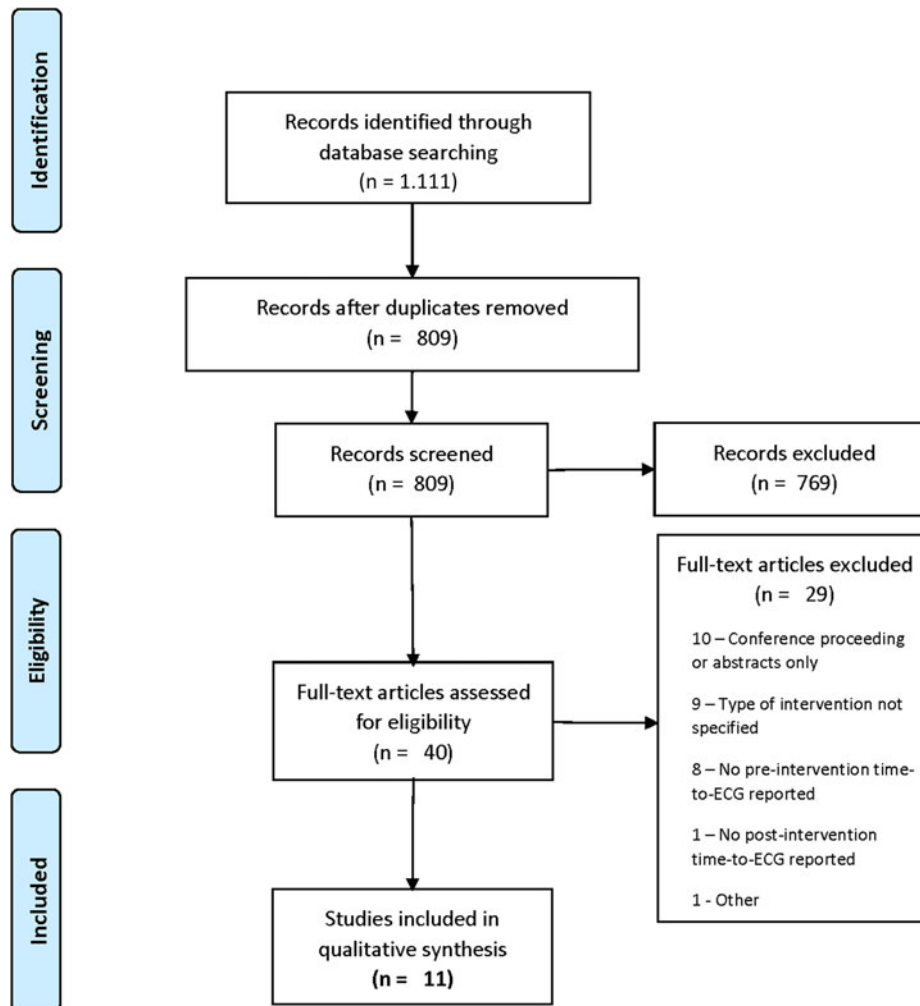 Identification
Records identified through
database searching
(n = 1.111)
Screening
Records after duplicates removed
(n = 809)
Records screened
(n = 809)
Records excluded
(n = 769)
Eligibility
Full-text articles assessed
for eligibility
(n = 40)
Full-text articles excluded
(n = 29)
10 – Conference proceeding
or abstracts only
9 – Type of intervention not
specified
8 – No pre-intervention time-
to-ECG reported
1 – No post-intervention
time-to-ECG reported
1 - Other
Included
Studies included in
qualitative synthesis
(n = 11)